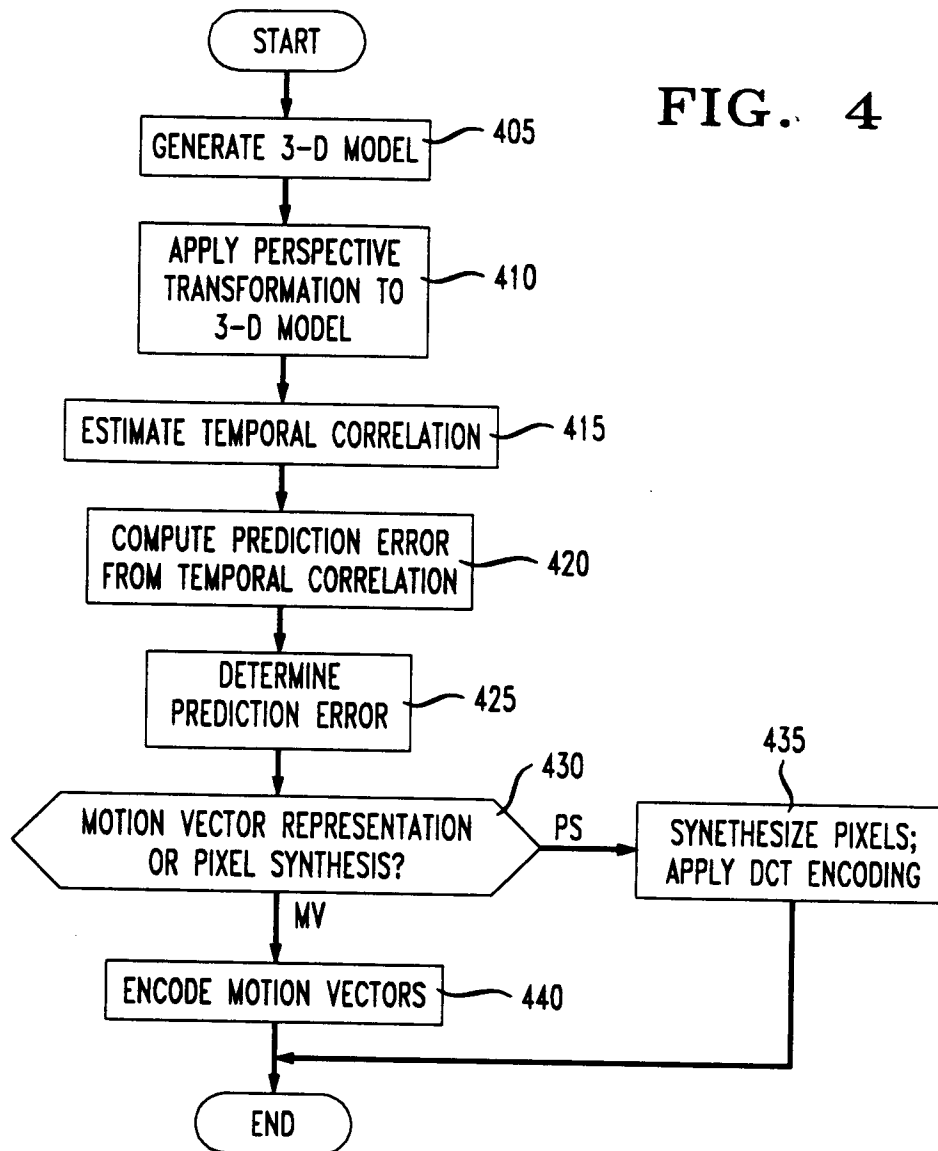 START
FIG. 4
GENERATE 3-D MODEL
405
APPLY PERSPECTIVE
TRANSFORMATION TO
3-D MODEL
410
ESTIMATE TEMPORAL CORRELATION
415
COMPUTE PREDICTION ERROR
FROM TEMPORAL CORRELATION
420
DETERMINE
PREDICTION ERROR
425
MOTION VECTOR REPRESENTATION
OR PIXEL SYNTHESIS?
430
PS
435
SYNETHESIZE PIXELS;
APPLY DCT ENCODING
MV
ENCODE MOTION VECTORS
440
END